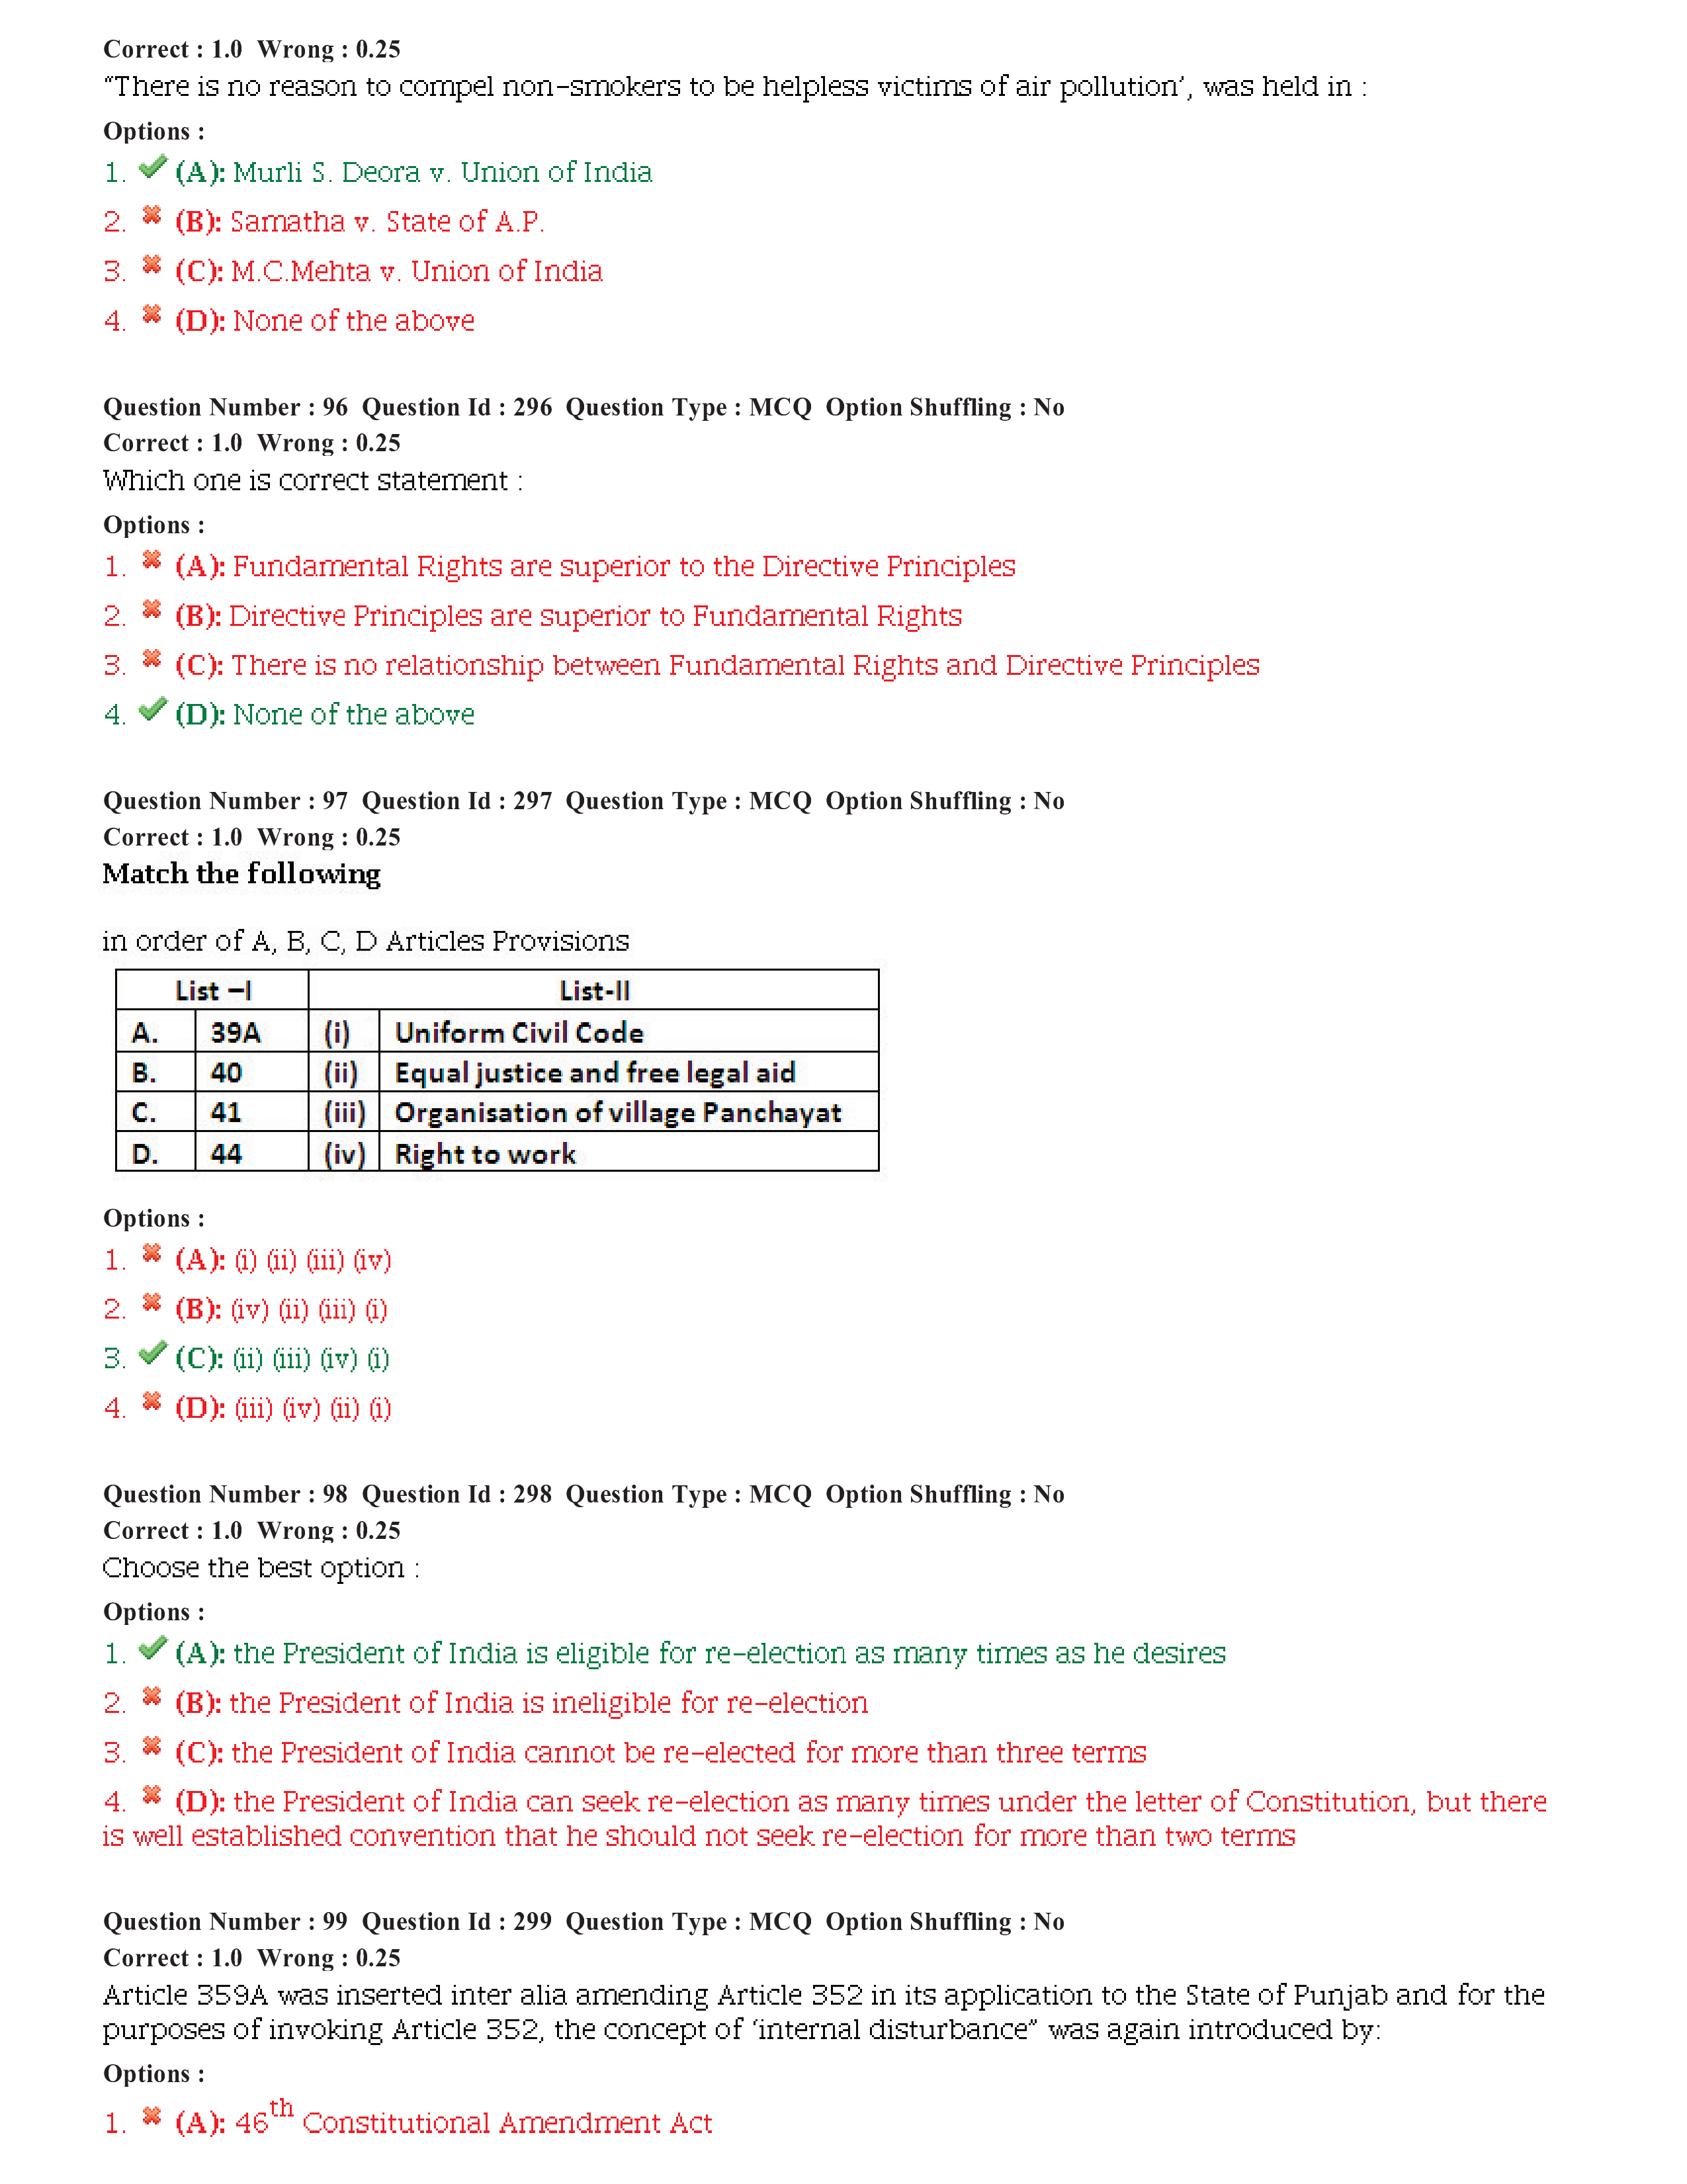 Correct : 1.0 Wrong : 0.25
“There is no reason to compel non-smokers to be helpless victims of air pollution’, was held in :
Options :
1. (A): Murli S. Deora v. Union of India
2. (B): Samatha v. State of A.P.
3. (C): M.C.Mehta v. Union of India
4. (D): None of the above
Question Number : 96 Question Id : 296 Question Type : MCQ Option Shuffling : No
Correct : 1.0 Wrong : 0.25
Which one is correct statement :
Options :
1. (A): Fundamental Rights are superior to the Directive Principles
2. (B): Directive Principles are superior to Fundamental Rights
3. (C): There is no relationship between Fundamental Rights and Directive Principles
4. (D): None of the above
Question Number : 97 Question Id : 297 Question Type : MCQ Option Shuffling : No
Correct : 1.0 Wrong : 0.25
Match the following
in order of A, B, C, D Articles Provisions
List –I List-II
A. 39A (i) Uniform Civil Code
B. 40 (ii) Equal justice and free legal aid
C. 41 (iii) Organisation of village Panchayat
D. 44 (iv) Right to work
Options :
1. (A): (i) (ii) (iii) (iv)
2. (B): (iv) (ii) (iii) (i)
3. (C): (ii) (iii) (iv) (i)
4. (D): (iii) (iv) (ii) (i)
Question Number : 98 Question Id : 298 Question Type : MCQ Option Shuffling : No
Correct : 1.0 Wrong : 0.25
Choose the best option :
Options :
1. (A): the President of India is eligible for re-election as many times as he desires
2. (B): the President of India is ineligible for re-election
3. (C): the President of India cannot be re-elected for more than three terms
4. (D): the President of India can seek re-election as many times under the letter of Constitution, but there
is well established convention that he should not seek re-election for more than two terms
Question Number : 99 Question Id : 299 Question Type : MCQ Option Shuffling : No
Correct : 1.0 Wrong : 0.25
Article 359A was inserted inter alia amending Article 352 in its application to the State of Punjab and for the
purposes of invoking Article 352, the concept of ‘internal disturbance” was again introduced by:
Options :
1. (A): 46th Constitutional Amendment Act